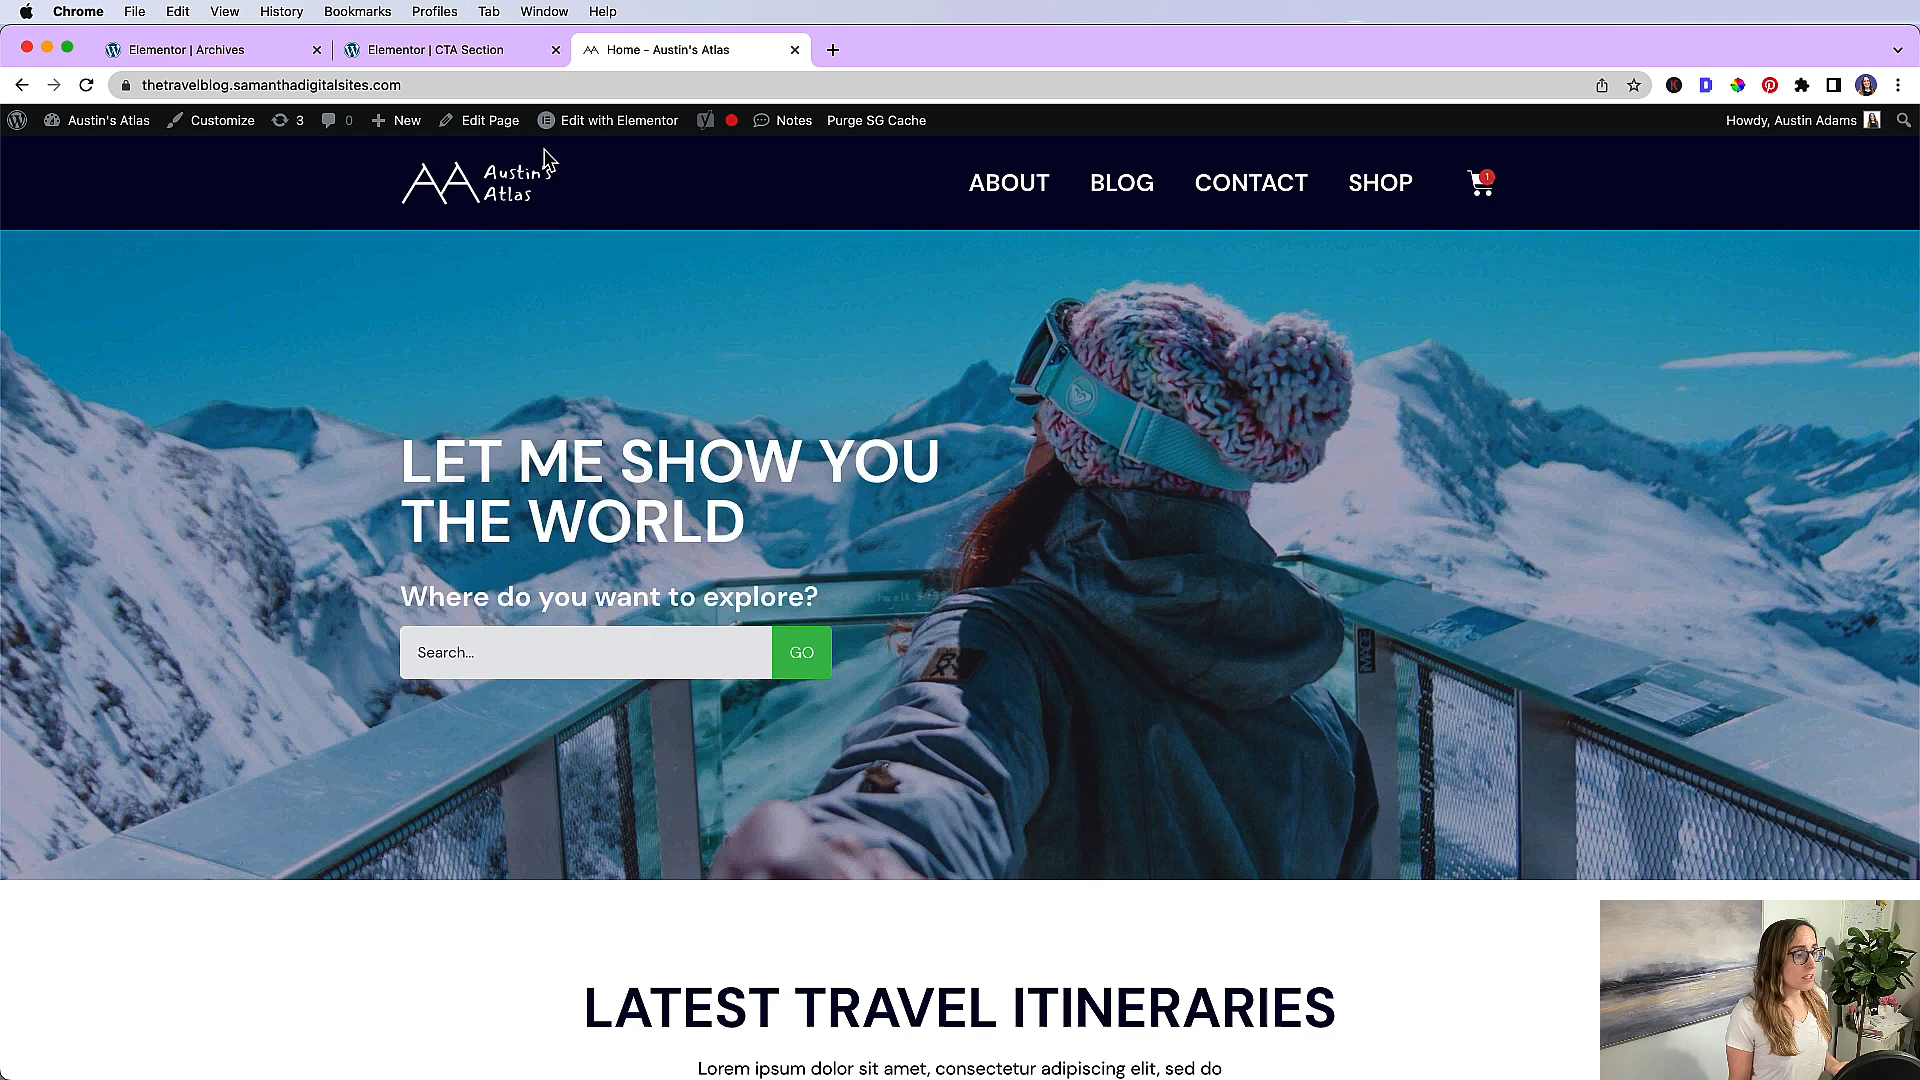 Chrome File Edit View History Bookmarks Profiles Tab Window Help
Elementor | Archives
Elementor | CTA Section
Home – Austin's Atlas
thetravelblog.samanthadigitalsites.com
Austin's Atlas Customize 3 0 New Edit Page Edit with Elementor Notes Purge SG Cache Howdy, Austin Adams
AA Austin's
Atlas
ABOUT BLOG CONTACT SHOP 1
LET ME SHOW YOU
THE WORLD
Where do you want to explore?
Search... GO
IMAGE
LATEST TRAVEL ITINERARIES
Lorem ipsum dolor sit amet, consectetur adipiscing elit, sed do